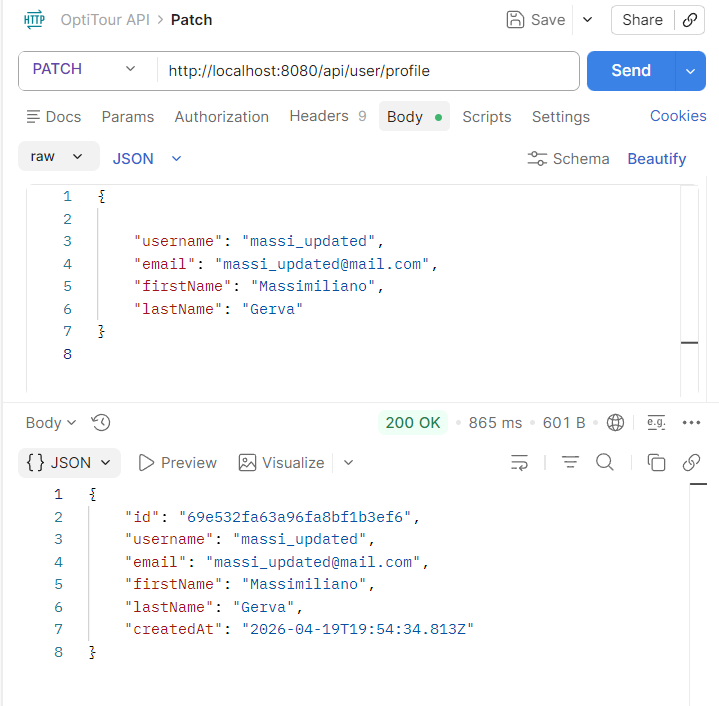 HTTP OptiTour API > Patch Save Share
PATCH http://localhost:8080/api/user/profile Send
Docs Params Authorization Headers 9 Body Scripts Settings Cookies
raw JSON Schema Beautify
1 {
2
3 "username": "massi_updated",
4 "email": "massi_updated@mail.com",
5 "firstName": "Massimiliano",
6 "lastName": "Gerva"
7 }
8
Body 200 OK 865 ms 601 B e.g.
{} JSON Preview Visualize
1 {
2 "id": "69e532fa63a96fa8bf1b3ef6",
3 "username": "massi_updated",
4 "email": "massi_updated@mail.com",
5 "firstName": "Massimiliano",
6 "lastName": "Gerva",
7 "createdAt": "2026-04-19T19:54:34.813Z"
8 }